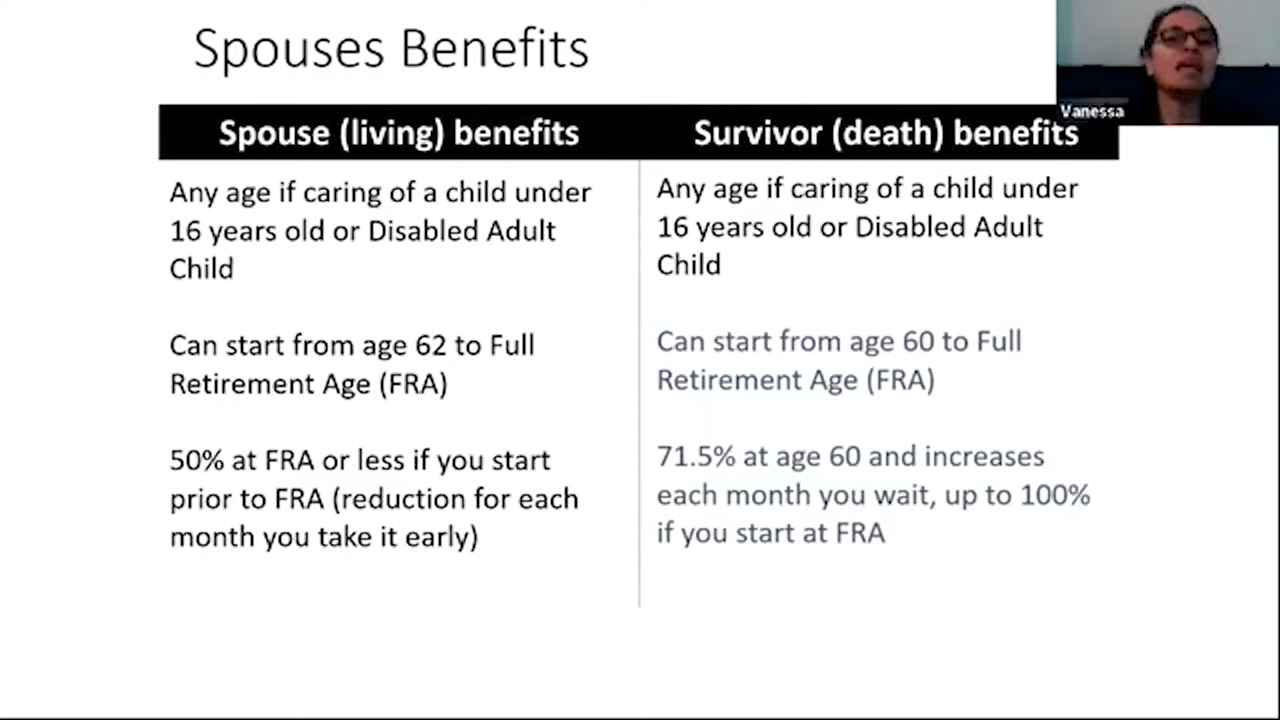 Spouses Benefits
Vanessa
Spouse (living) benefits
Survivor (death) benefits
Any age if caring of a child under
16 years old or Disabled Adult
Child
Can start from age 62 to Full
Retirement Age (FRA)
50% at FRA or less if you start
prior to FRA (reduction for each
month you take it early)
Any age if caring of a child under
16 years old or Disabled Adult
Child
Can start from age 60 to Full
Retirement Age (FRA)
71.5% at age 60 and increases
each month you wait, up to 100%
if you start at FRA